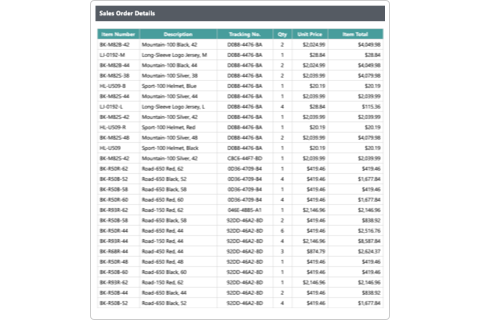 Sales Order Details
Item Number Description Tracking No. Qty Unit Price Item Total
BK-M82B-42 Mountain-100 Black, 42 D0B8-4476-BA 2 $2,024.99 $4,049.98
LJ-0192-M Long-Sleeve Logo Jersey, M D0B8-4476-BA 1 $28.84 $28.84
BK-M82B-44 Mountain-100 Black, 44 D0B8-4476-BA 2 $2,024.99 $4,049.98
BK-M82S-38 Mountain-100 Silver, 38 D0B8-4476-BA 2 $2,039.99 $4,079.98
HL-U509-B Sport-100 Helmet, Blue D0B8-4476-BA 1 $20.19 $20.19
BK-M82S-44 Mountain-100 Silver, 44 D0B8-4476-BA 1 $2,039.99 $2,039.99
LJ-0192-L Long-Sleeve Logo Jersey, L D0B8-4476-BA 4 $28.84 $115.36
BK-M82S-42 Mountain-100 Silver, 42 D0B8-4476-BA 1 $2,039.99 $2,039.99
HL-U509-R Sport-100 Helmet, Red D0B8-4476-BA 1 $20.19 $20.19
BK-M82S-48 Mountain-100 Silver, 48 D0B8-4476-BA 2 $2,039.99 $4,079.98
HL-U509 Sport-100 Helmet, Black D0B8-4476-BA 1 $20.19 $20.19
BK-M82S-42 Mountain-100 Silver, 42 C8C6-44F7-BD 1 $2,039.99 $2,039.99
BK-R50R-62 Road-650 Red, 62 0D36-4709-B4 1 $419.46 $419.46
BK-R50B-52 Road-650 Black, 52 0D36-4709-B4 4 $419.46 $1,677.84
BK-R50B-58 Road-650 Black, 58 0D36-4709-B4 1 $419.46 $419.46
BK-R50R-60 Road-650 Red, 60 0D36-4709-B4 4 $419.46 $1,677.84
BK-R93R-62 Road-150 Red, 62 046E-4BB5-A1 1 $2,146.96 $2,146.96
BK-R50B-58 Road-650 Black, 58 92DD-46A2-BD 2 $419.46 $838.92
BK-R50R-44 Road-650 Red, 44 92DD-46A2-BD 6 $419.46 $2,516.76
BK-R93R-44 Road-150 Red, 44 92DD-46A2-BD 4 $2,146.96 $8,587.84
BK-R68R-44 Road-450 Red, 44 92DD-46A2-BD 3 $874.79 $2,624.37
BK-R50R-48 Road-650 Red, 48 92DD-46A2-BD 1 $419.46 $419.46
BK-R50B-60 Road-650 Black, 60 92DD-46A2-BD 1 $419.46 $419.46
BK-R93R-62 Road-150 Red, 62 92DD-46A2-BD 1 $2,146.96 $2,146.96
BK-R50B-44 Road-650 Black, 44 92DD-46A2-BD 2 $419.46 $838.92
BK-R50B-52 Road-650 Black, 52 92DD-46A2-BD 4 $419.46 $1,677.84